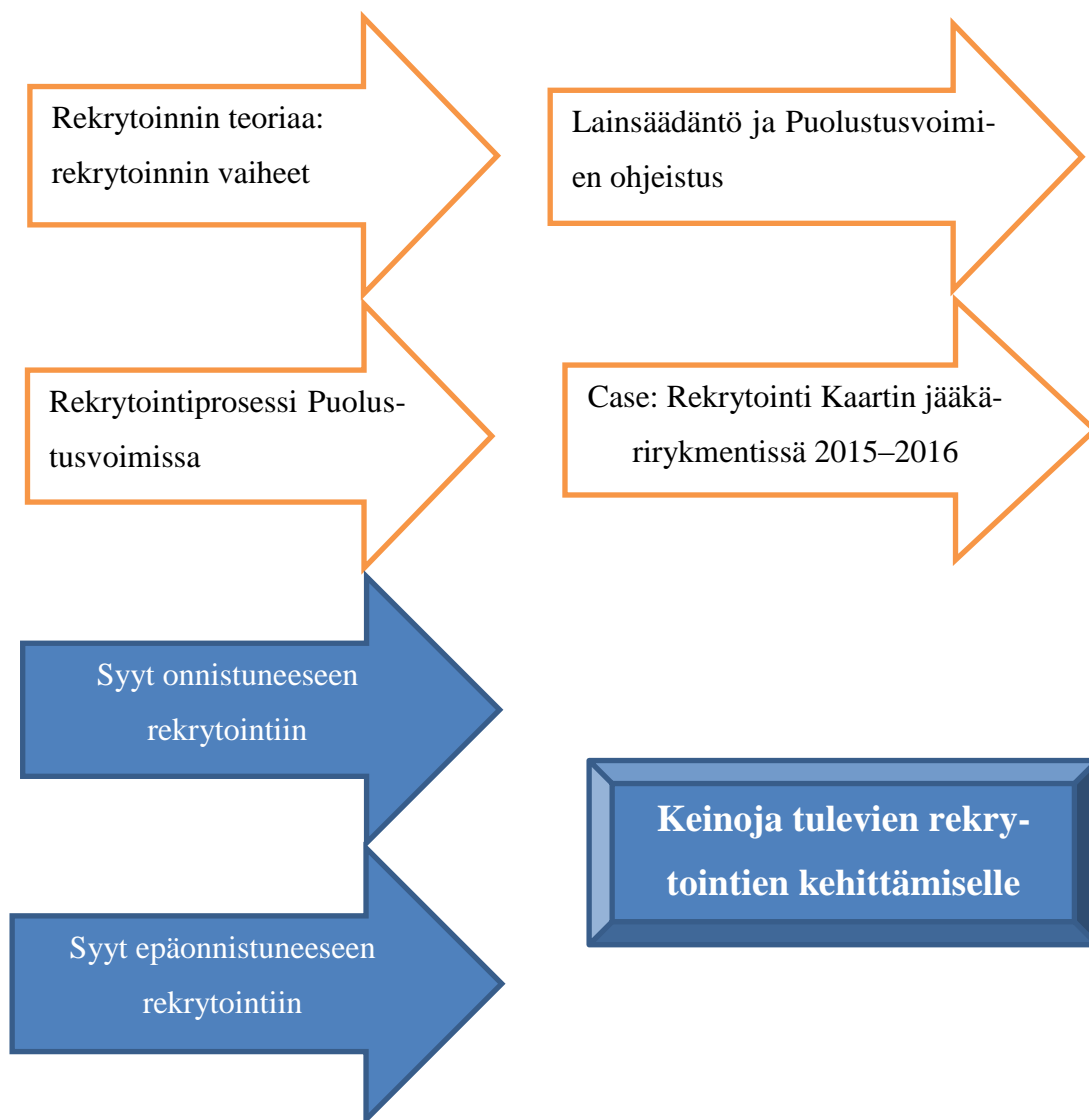 Rekrytoinnin teoriaa:
rekrytoinnin vaiheet
Lainsäädäntö ja Puolustusvoimi-
en ohjeistus
Rekrytointiprosessi Puolus-
tusvoimissa
Case: Rekrytointi Kaartin jääkä-
rirykmentissä 2015–2016
Syyt onnistuneeseen
rekrytointiin
Keinoja tulevien rekry-
tointien kehittämiselle
Syyt epäonnistuneeseen
rekrytointiin